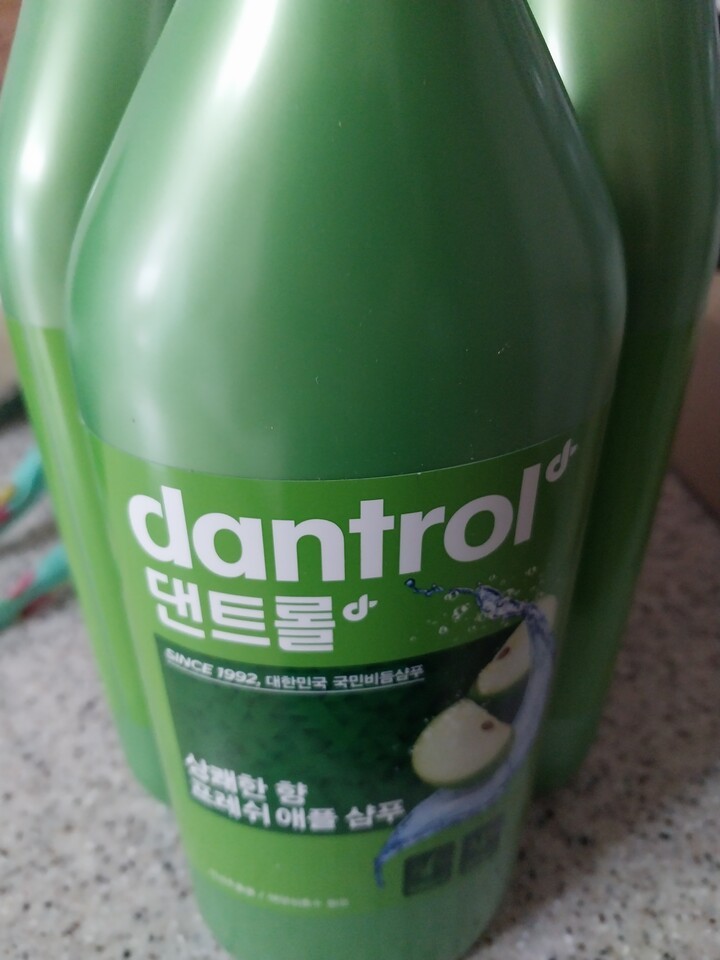 dantrol
댄트롤
SINCE 1992, 대한민국 국민비듬샴푸
상쾌한 향
프레쉬 애플 샴푸